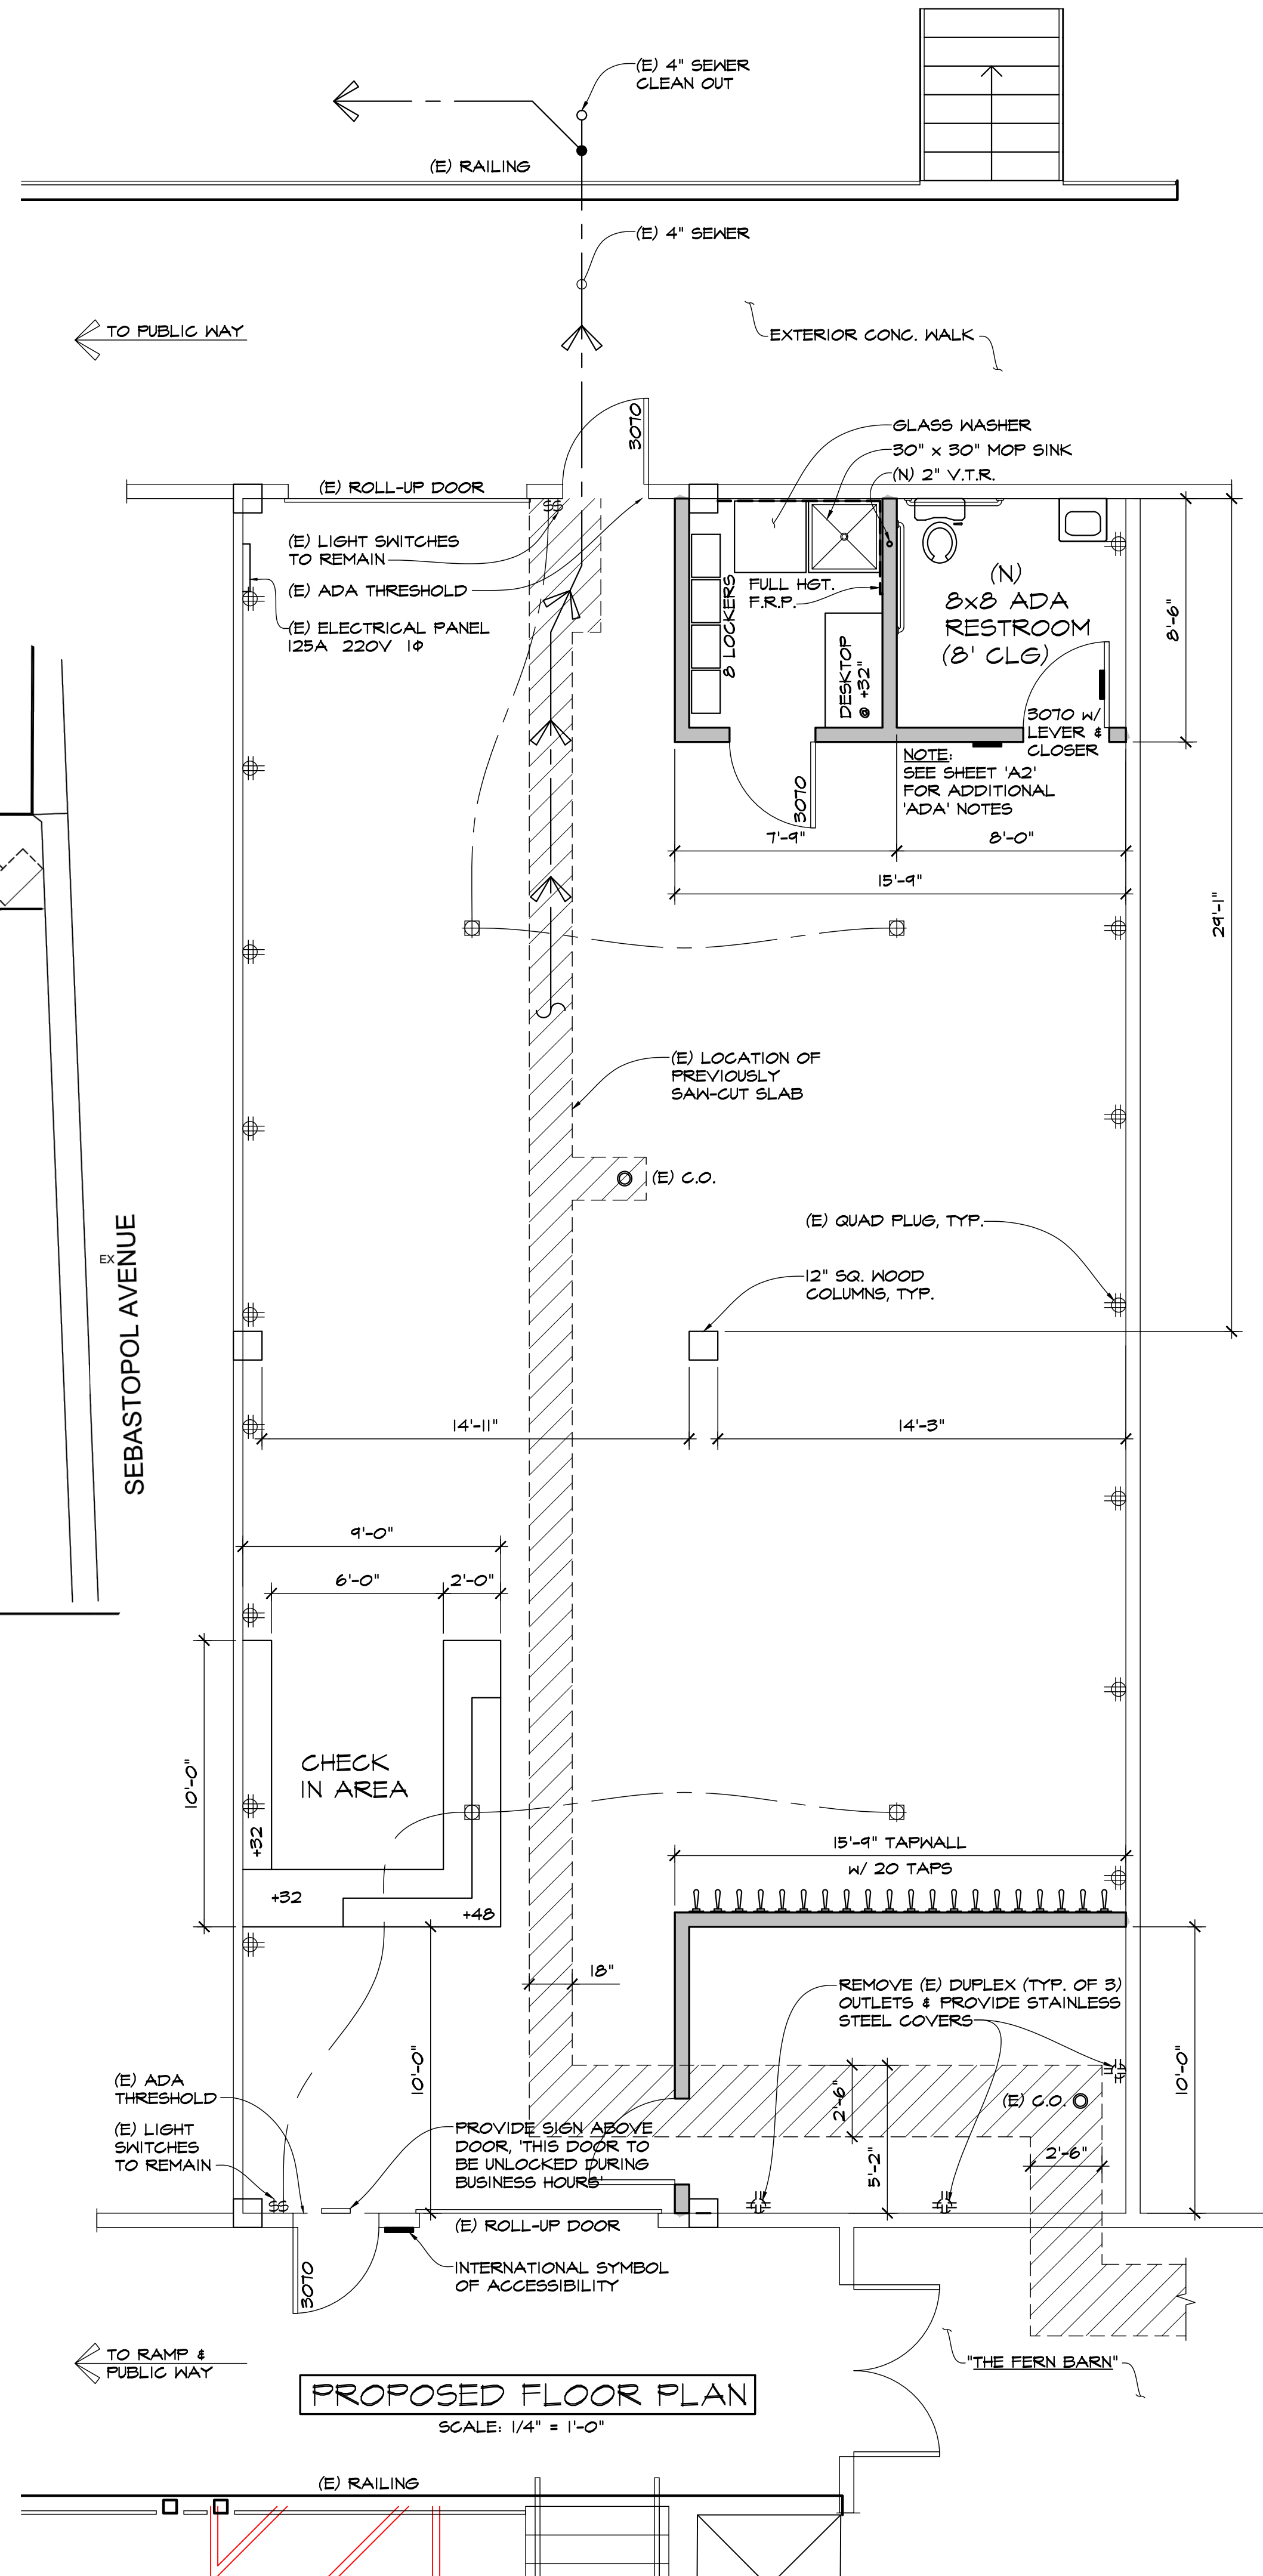 (E) 4" SEWER
CLEAN OUT
(E) RAILING
(E) 4" SEWER
TO PUBLIC WAY
EXTERIOR CONC. WALK
3070
GLASS WASHER
30" x 30" MOP SINK
(N) 2" V.T.R.
(E) ROLL-UP DOOR
(E) LIGHT SWITCHES
TO REMAIN
(E) ADA THRESHOLD
(E) ELECTRICAL PANEL
125A 220V 1Φ
8 LOCKERS
FULL HGT.
F.R.P.
DESKTOP
@ +32"
(N)
8x8 ADA
RESTROOM
(8' CLG)
8'-6"
3070 W/
LEVER &
CLOSER
NOTE:
SEE SHEET 'A2'
FOR ADDITIONAL
'ADA' NOTES
3070
7'-9"
8'-0"
15'-9"
29'-1"
(E) LOCATION OF
PREVIOUSLY
SAW-CUT SLAB
(E) C.O.
(E) QUAD PLUG, TYP.
12" SQ. WOOD
COLUMNS, TYP.
EX
SEBASTOPOL AVENUE
14'-11"
14'-3"
9'-0"
6'-0"
2'-0"
10'-0"
CHECK
IN AREA
+32
+32
+48
15'-9" TAPWALL
W/ 20 TAPS
18"
REMOVE (E) DUPLEX (TYP. OF 3)
OUTLETS & PROVIDE STAINLESS
STEEL COVERS
10'-0"
10'-0"
(E) ADA
THRESHOLD
(E) LIGHT
SWITCHES
TO REMAIN
PROVIDE SIGN ABOVE
DOOR, 'THIS DOOR TO
BE UNLOCKED DURING
BUSINESS HOURS'
2'-6"
5'-2"
(E) C.O.
2'-6"
(E) ROLL-UP DOOR
3070
INTERNATIONAL SYMBOL
OF ACCESSIBILITY
TO RAMP &
PUBLIC WAY
"THE FERN BARN"
PROPOSED FLOOR PLAN
SCALE: 1/4" = 1'-0"
(E) RAILING